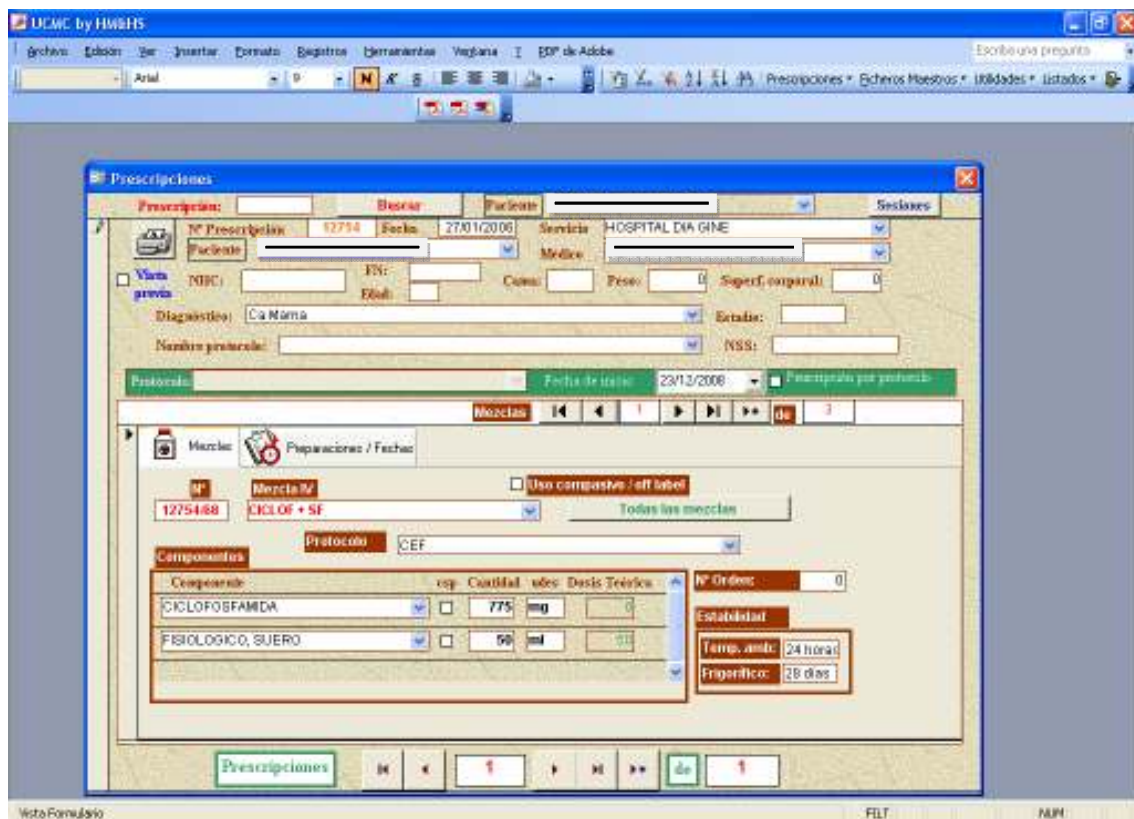 UCMC by HM&HS
Archivo Edición Ver Insertar Formato Registros Herramientas Ventana ? PDF de Adobe Escriba una pregunta
Arial 9 N K S Prescripciones Ficheros Maestros Utilidades Listados
Prescripciones
Prescripción: Buscar Paciente Sesiones
Nº Prescripción 12754 Fecha 27/01/2006 Servicio HOSPITAL DIA GINE
Paciente Médico
Vista previa NHC: FN: Edad: Cama: Peso: 0 Superf. corporal: 0
Diagnóstico: Ca Mama Estadio:
Nombre protocolo: NSS:
Protocolo: Fecha de inicio: 23/12/2008 Prescripción por protocolo
Mezclas 1 de 3
Mezclas Preparaciones / Fechas
Nº Mezcla IV Uso compasivo / off label
12754/68 CICLOF + SF Todas las mezclas
Protocolo CEF
Componentes
Componente csp Cantidad udes Dosis Teórica Nº Orden: 0
CICLOFOSFAMIDA 775 mg 0
Estabilidad
FISIOLOGICO, SUERO 50 ml 50
Temp. amb: 24 horas
Frigorífico: 28 dias
Prescripciones 1 de 1
Vista Formulario FILT NUM